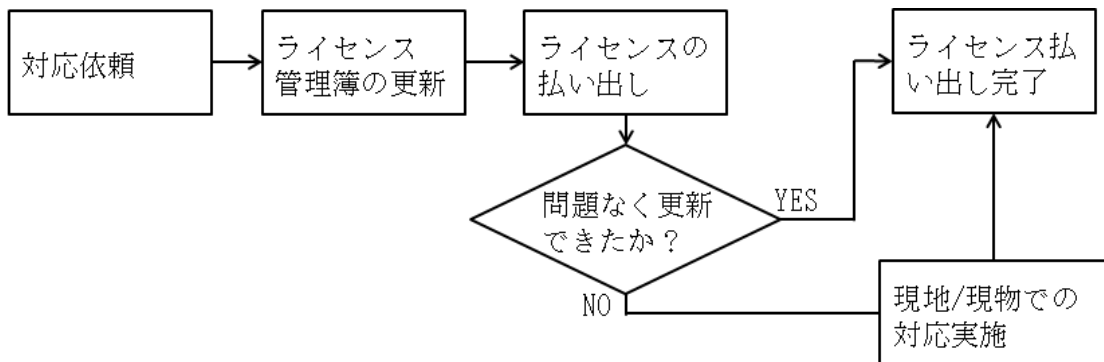 対応依頼
ライセンス
管理簿の更新
ライセンスの
払い出し
ライセンス払
い出し完了
問題なく更新
できたか？
YES
NO
現地/現物での
対応実施